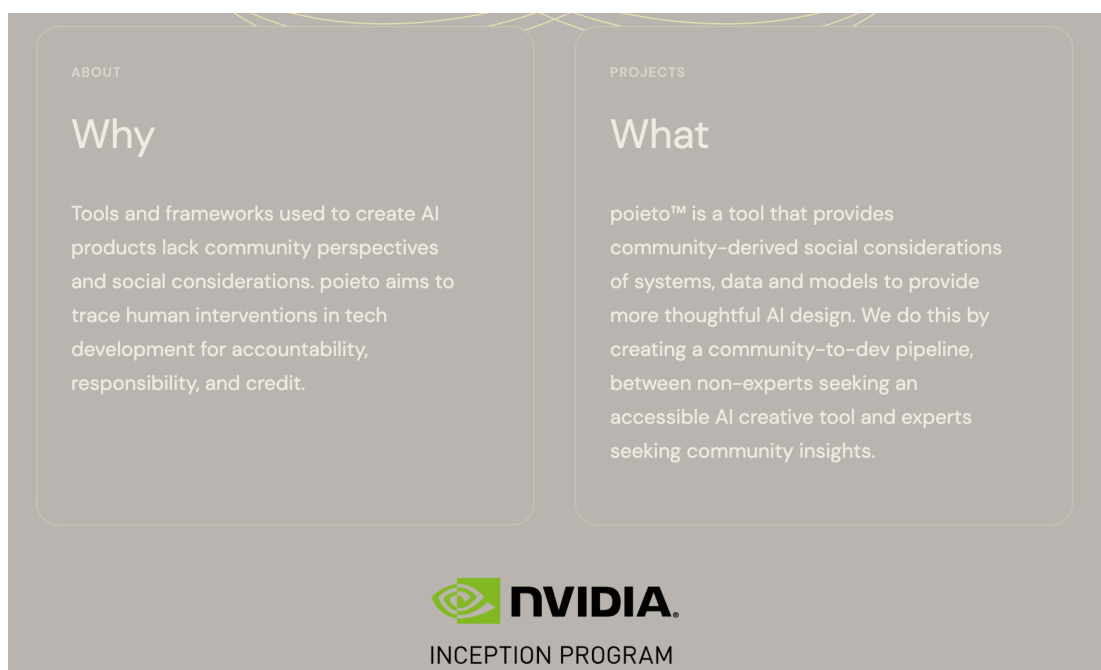 ABOUT
Why
Tools and frameworks used to create AI
products lack community perspectives
and social considerations. poieto aims to
trace human interventions in tech
development for accountability,
responsibility, and credit.
PROJECTS
What
poieto™ is a tool that provides
community-derived social considerations
of systems, data and models to provide
more thoughtful AI design. We do this by
creating a community-to-dev pipeline,
between non-experts seeking an
accessible AI creative tool and experts
seeking community insights.
NVIDIA®
INCEPTION PROGRAM